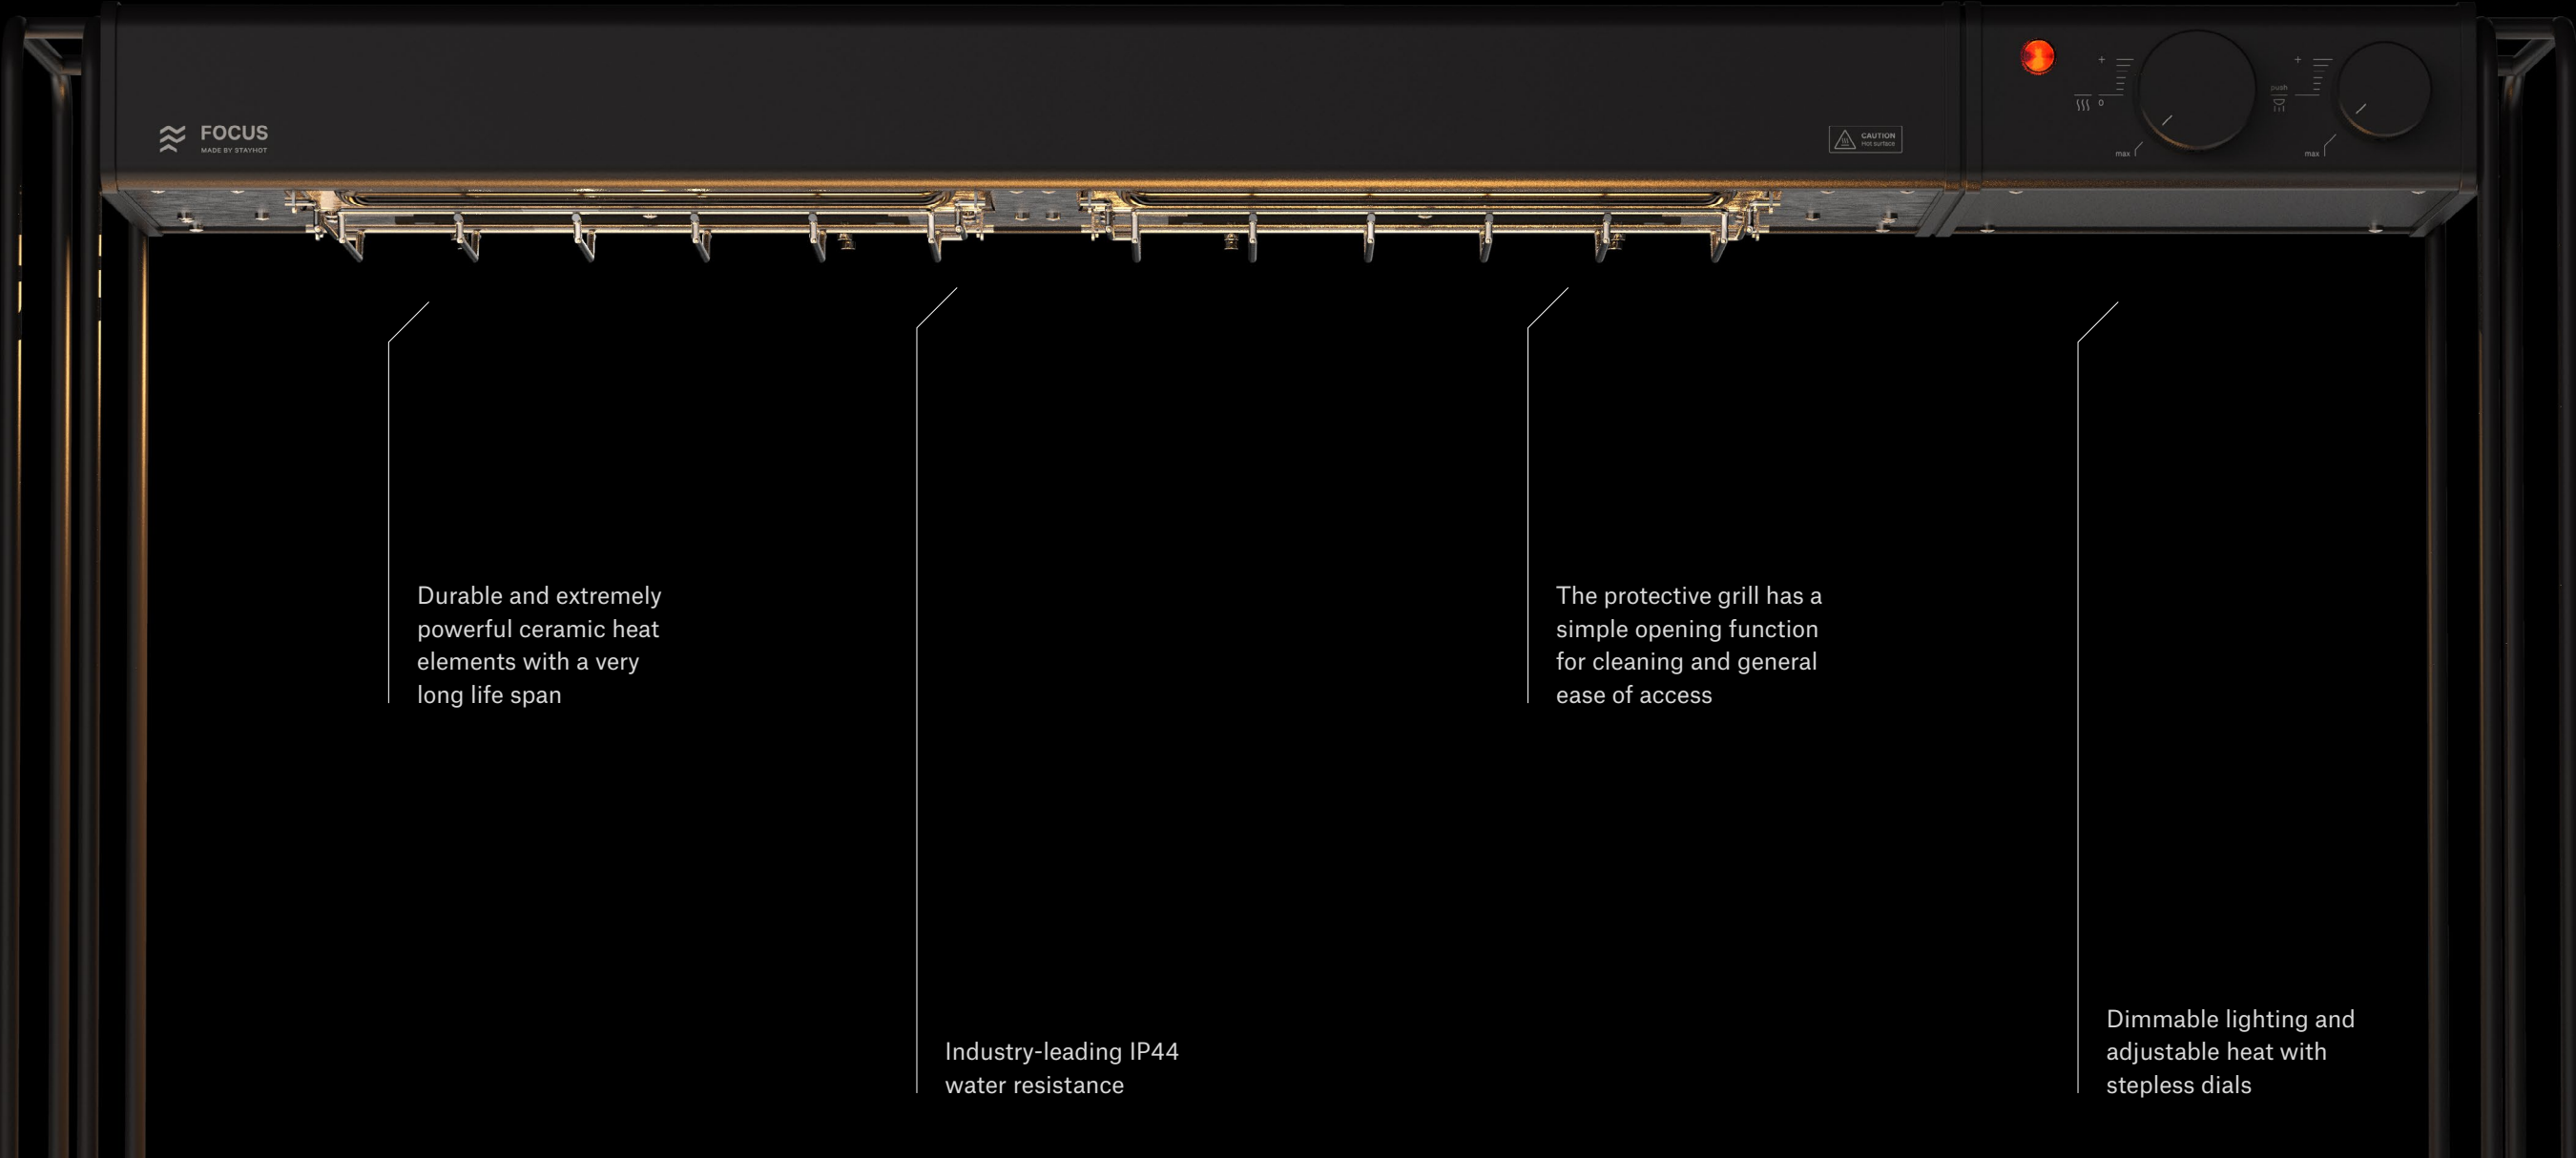 FOCUS
MADE BY STAYHOT
CAUTION
Hot surface
+
0
max
push
+
max
Durable and extremely
powerful ceramic heat
elements with a very
long life span
Industry-leading IP44
water resistance
The protective grill has a
simple opening function
for cleaning and general
ease of access
Dimmable lighting and
adjustable heat with
stepless dials